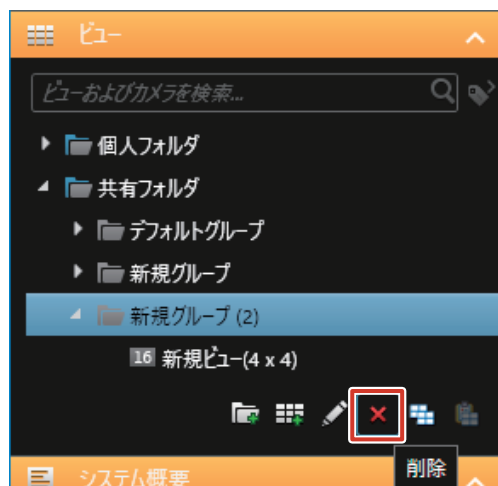 ビュー
ビューおよびカメラを検索...
個人フォルダ
共有フォルダ
デフォルトグループ
新規グループ
新規グループ (2)
16 新規ビュー(4 x 4)
削除
システム概要